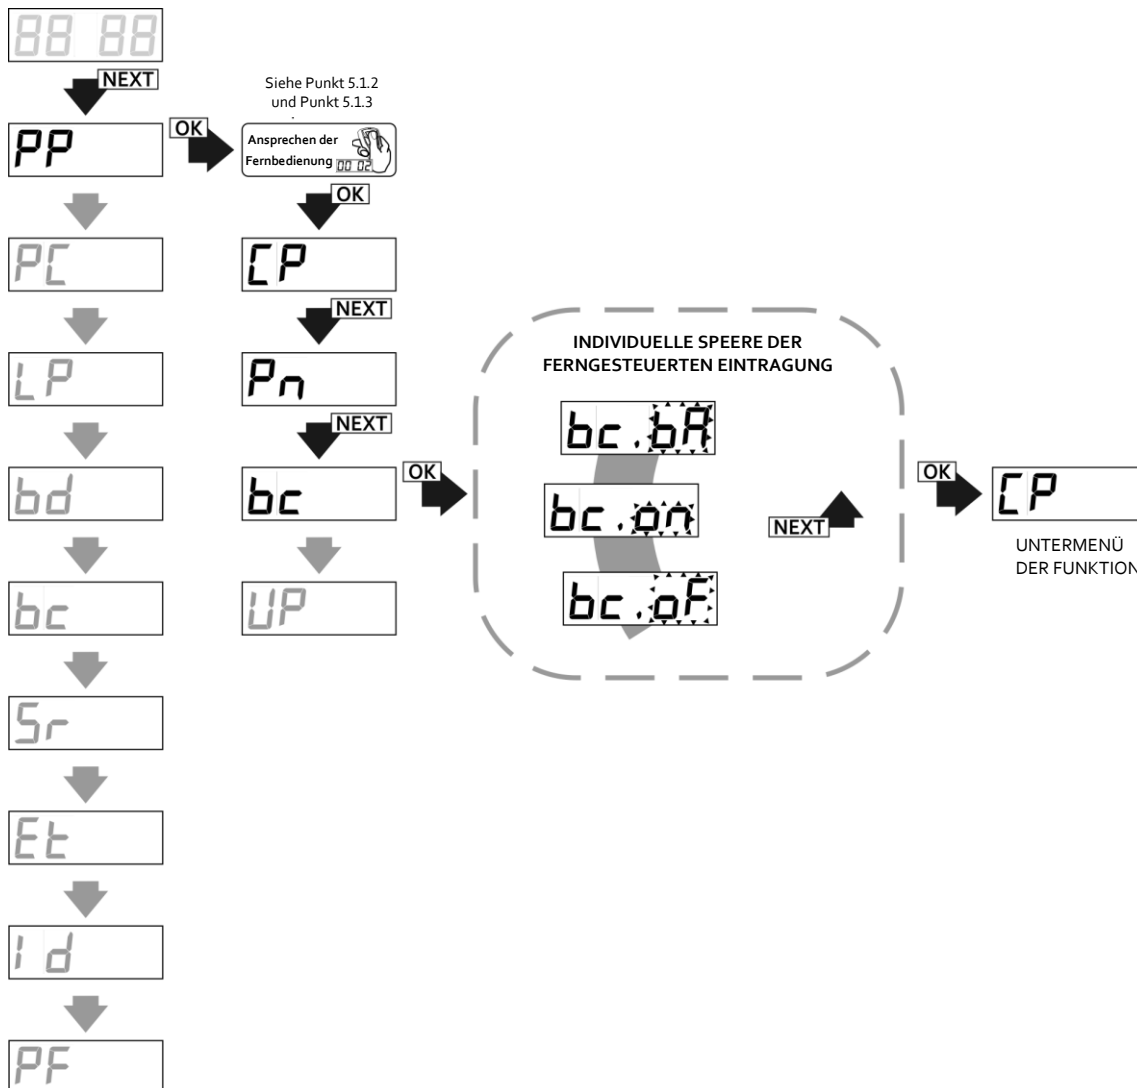 88 88
NEXT
PP
OK
Siehe Punkt 5.1.2
und Punkt 5.1.3
Ansprechen der
Fernbedienung
00 02
OK
PC
CP
NEXT
LP
Pn
NEXT
bd
bc
OK
bc
UP
INDIVIDUELLE SPEERE DER
FERNGESTEUERTEN EINTRAGUNG
bc.bA
bc.on
bc.oF
NEXT
OK
CP
UNTERMENÜ
DER FUNKTION
Sr
Et
Id
PF